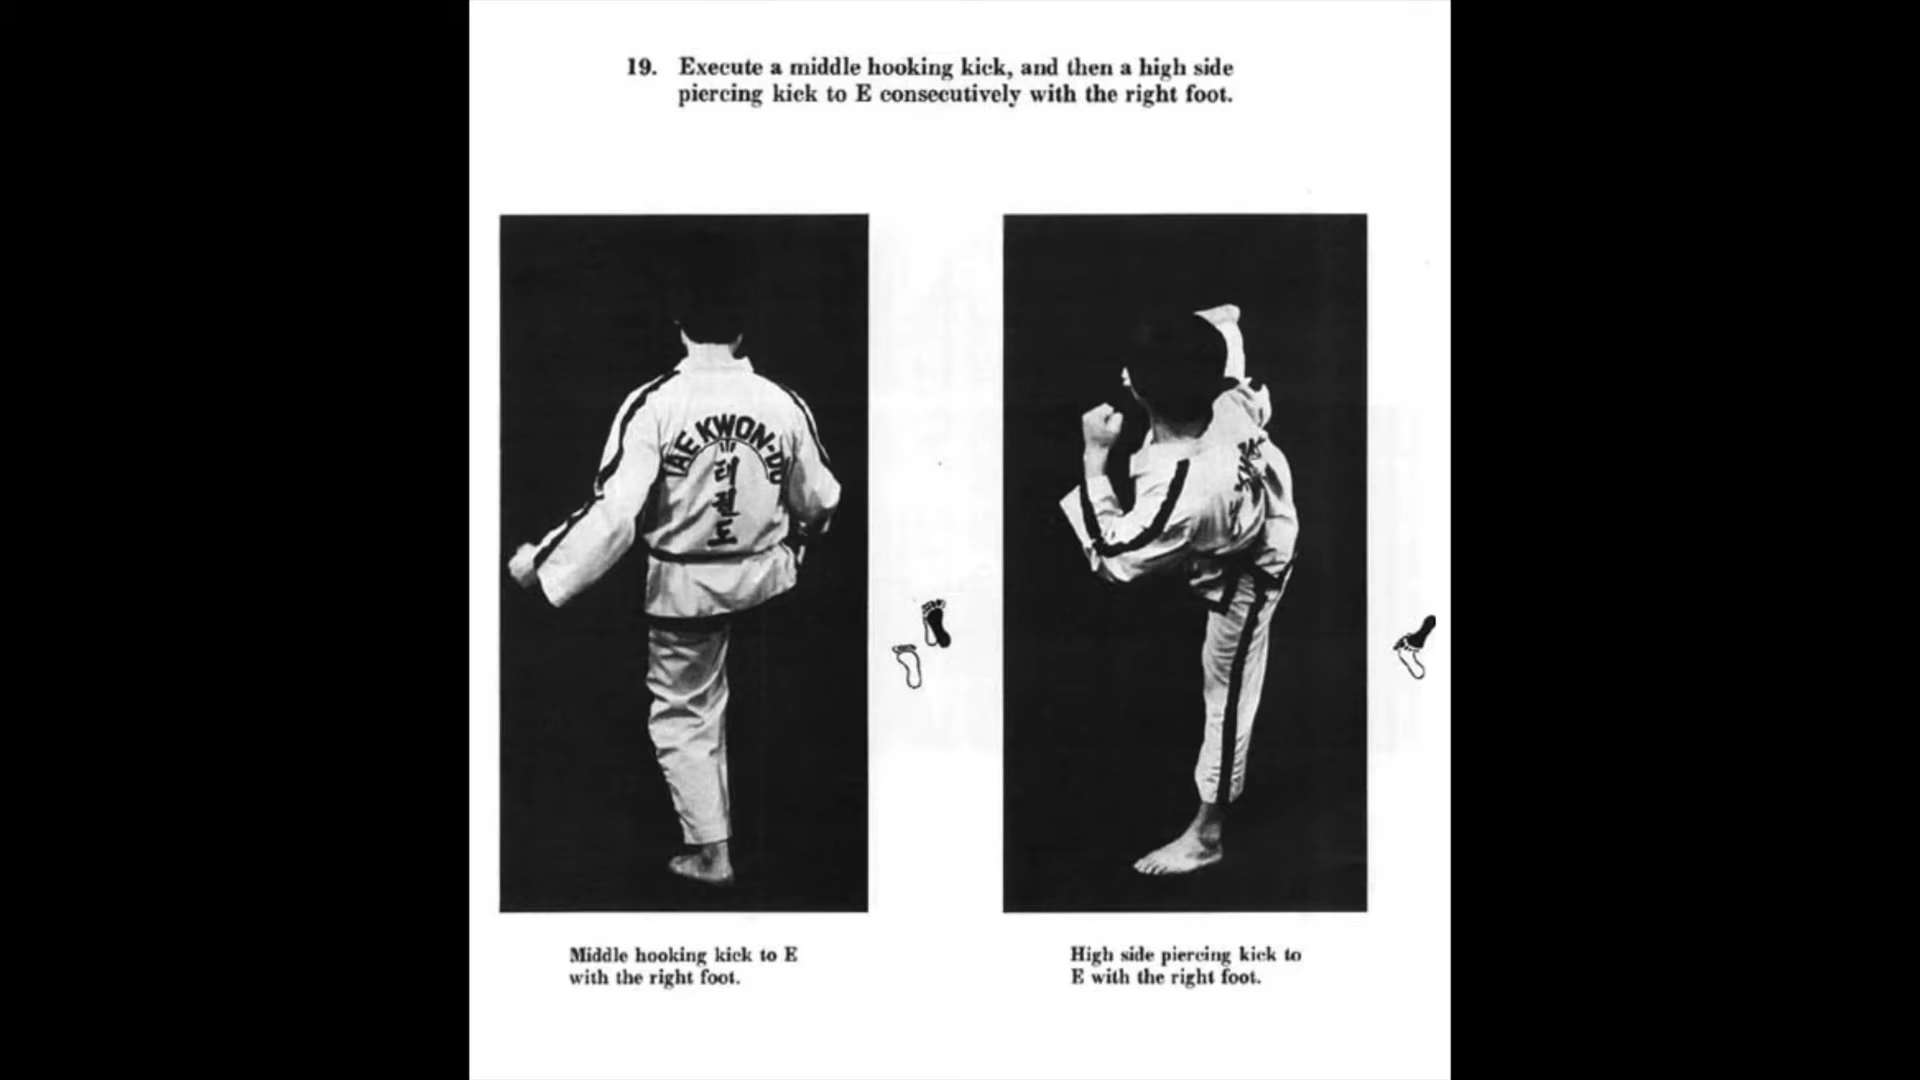 19. Execute a middle hooking kick, and then a high side
piercing kick to E consecutively with the right foot.
TAE KWON-DO
태권도
Middle hooking kick to E
with the right foot.
High side piercing kick to
E with the right foot.